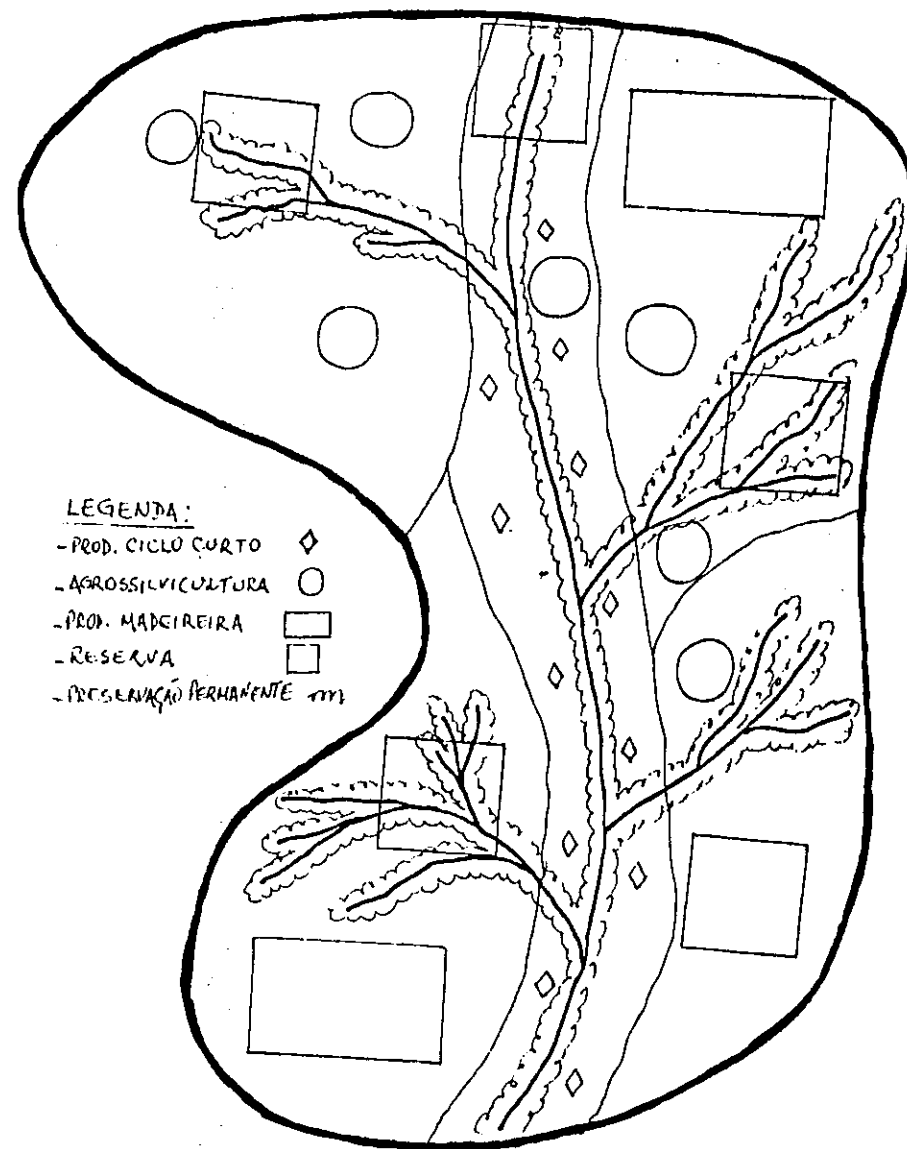 LEGENDA:
-PROD. CICLO CURTO
-AGROSSILVICULTURA
-PROD. MADEIREIRA
-RESERVA
-PRESERVAÇÃO PERMANENTE